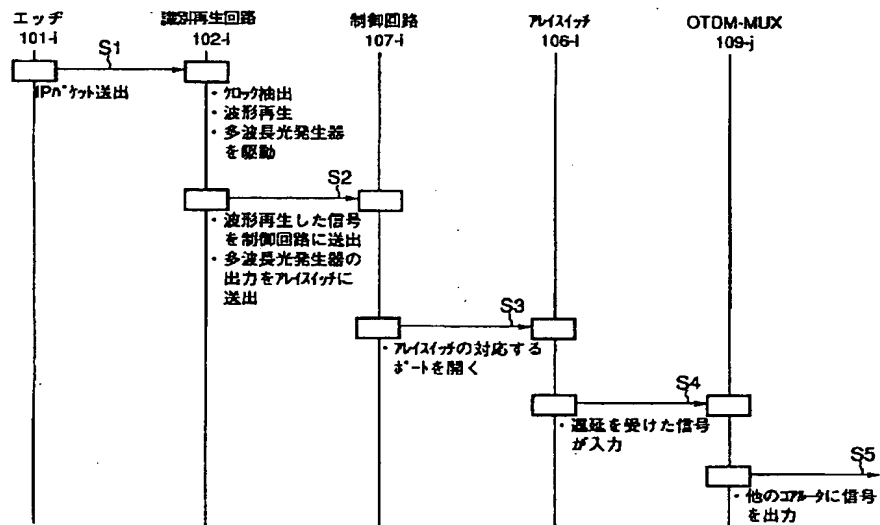 エッヂ
101-i
識別再生回路
102-i
制御回路
107-i
アレイスイッチ
106-i
OTDM-MUX
109-j
S1
IPパケット送出
・クロック抽出
・波形再生
・多波長光発生器
を駆動
S2
・波形再生した信号
を制御回路に送出
・多波長光発生器の
出力をアレイスイッチに
送出
S3
・アレイスイッチの対応する
ポートを開く
S4
・遅延を受けた信号
が入力
S5
・他のコアルータに信号
を出力